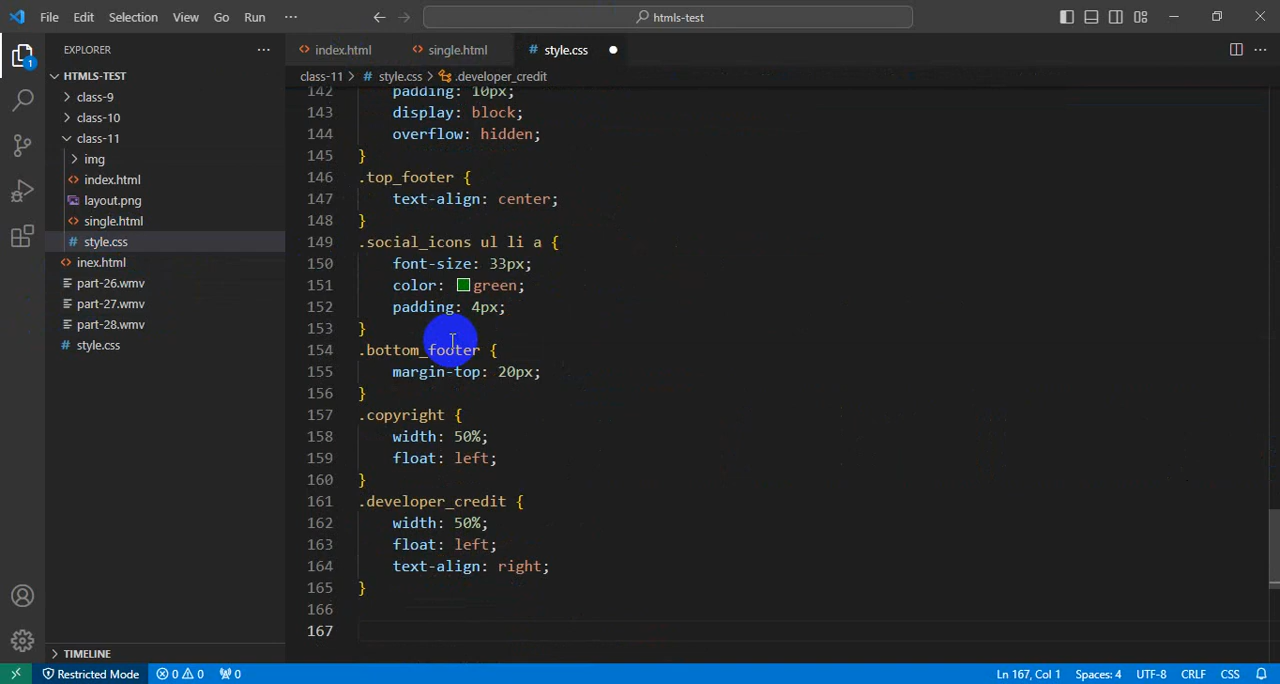 File Edit Selection View Go Run ··· htmls-test
EXPLORER ···
index.html single.html # style.css
class-11 > # style.css > .developer_credit
HTMLS-TEST
class-9
class-10
class-11
img
index.html
layout.png
single.html
# style.css
inex.html
part-26.wmv
part-27.wmv
part-28.wmv
# style.css
TIMELINE
1
142 padding: 10px;
143 display: block;
144 overflow: hidden;
145 }
146 .top_footer {
147 text-align: center;
148 }
149 .social_icons ul li a {
150 font-size: 33px;
151 color: green;
152 padding: 4px;
153 }
154 .bottom_footer {
155 margin-top: 20px;
156 }
157 .copyright {
158 width: 50%;
159 float: left;
160 }
161 .developer_credit {
162 width: 50%;
163 float: left;
164 text-align: right;
165 }
166
167
Restricted Mode 0 0 0 Ln 167, Col 1 Spaces: 4 UTF-8 CRLF CSS